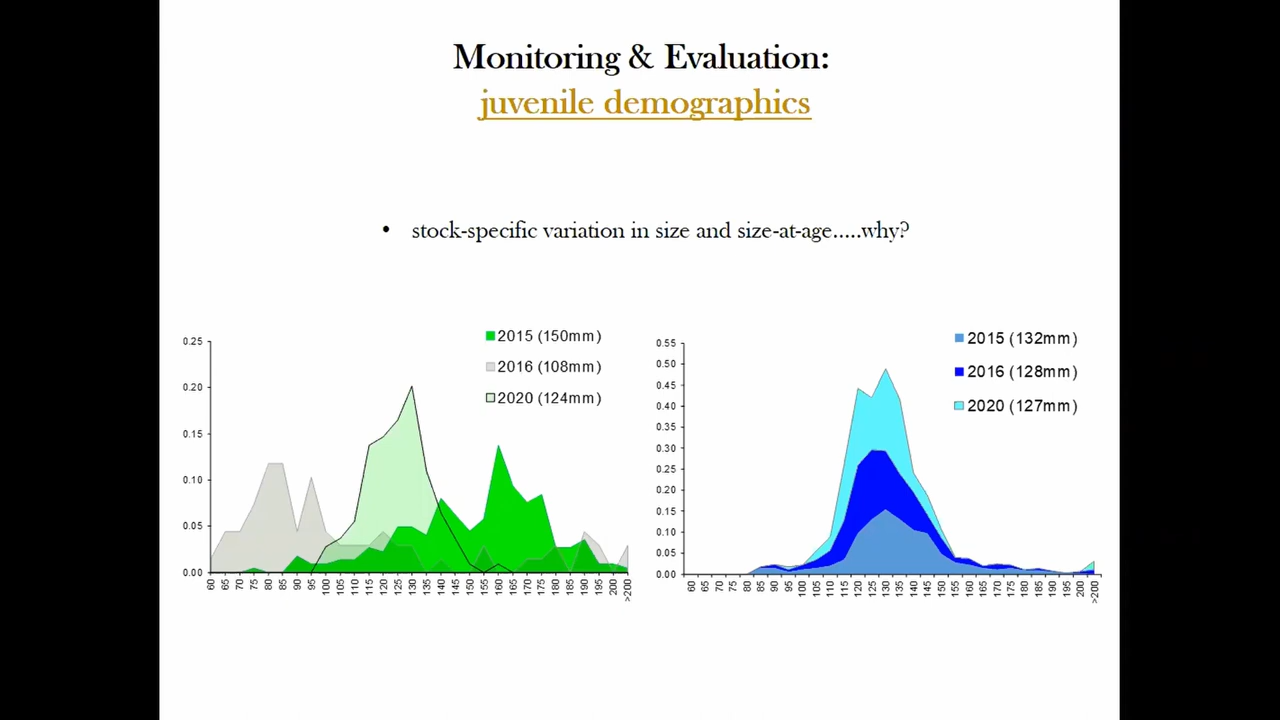 Monitoring & Evaluation:
juvenile demographics
• stock-specific variation in size and size-at-age.....why?
2015 (150mm)
2016 (108mm)
2020 (124mm)
0.25
0.20
0.15
0.10
0.05
0.00
60 65 70 75 80 85 90 95 100 105 110 115 120 125 130 135 140 145 150 155 160 165 170 175 180 185 190 195 200 >200
2015 (132mm)
2016 (128mm)
2020 (127mm)
0.55
0.50
0.45
0.40
0.35
0.30
0.25
0.20
0.15
0.10
0.05
0.00
60 65 70 75 80 85 90 95 100 105 110 115 120 125 130 135 140 145 150 155 160 165 170 175 180 185 190 195 200 >200